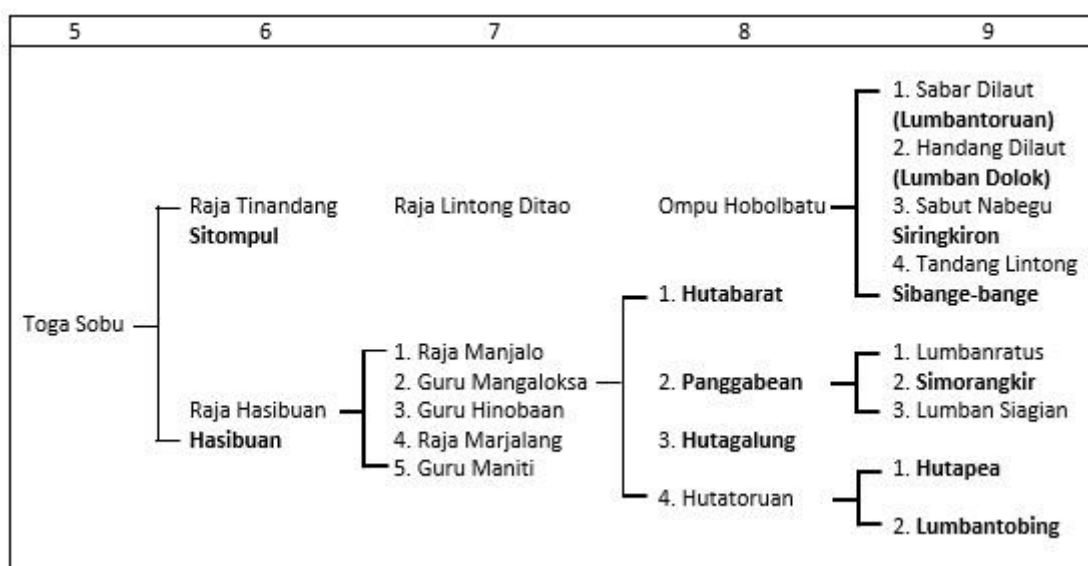 5 6 7 8 9
1. Sabar Dilaut
(Lumbantoruan)
2. Handang Dilaut
(Lumban Dolok)
Raja Tinandang Raja Lintong Ditao Ompu Hobolbatu 3. Sabut Nabegu
Sitompul Siringkiron
4. Tandang Lintong
1. Hutabarat Sibange-bange
Toga Sobu
1. Raja Manjalo 1. Lumbanratus
2. Guru Mangaloksa 2. Panggabean 2. Simorangkir
Raja Hasibuan 3. Guru Hinobaan 3. Lumban Siagian
Hasibuan 4. Raja Marjalang 3. Hutagalung
5. Guru Maniti 1. Hutapea
4. Hutatoruan
2. Lumbantobing